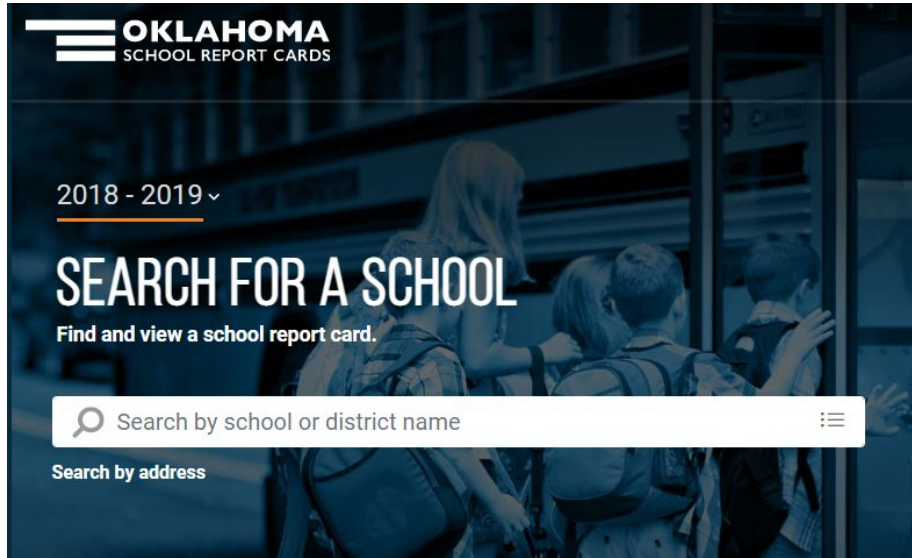 OKLAHOMA
SCHOOL REPORT CARDS
2018 - 2019
SEARCH FOR A SCHOOL
Find and view a school report card.
Search by school or district name
Search by address